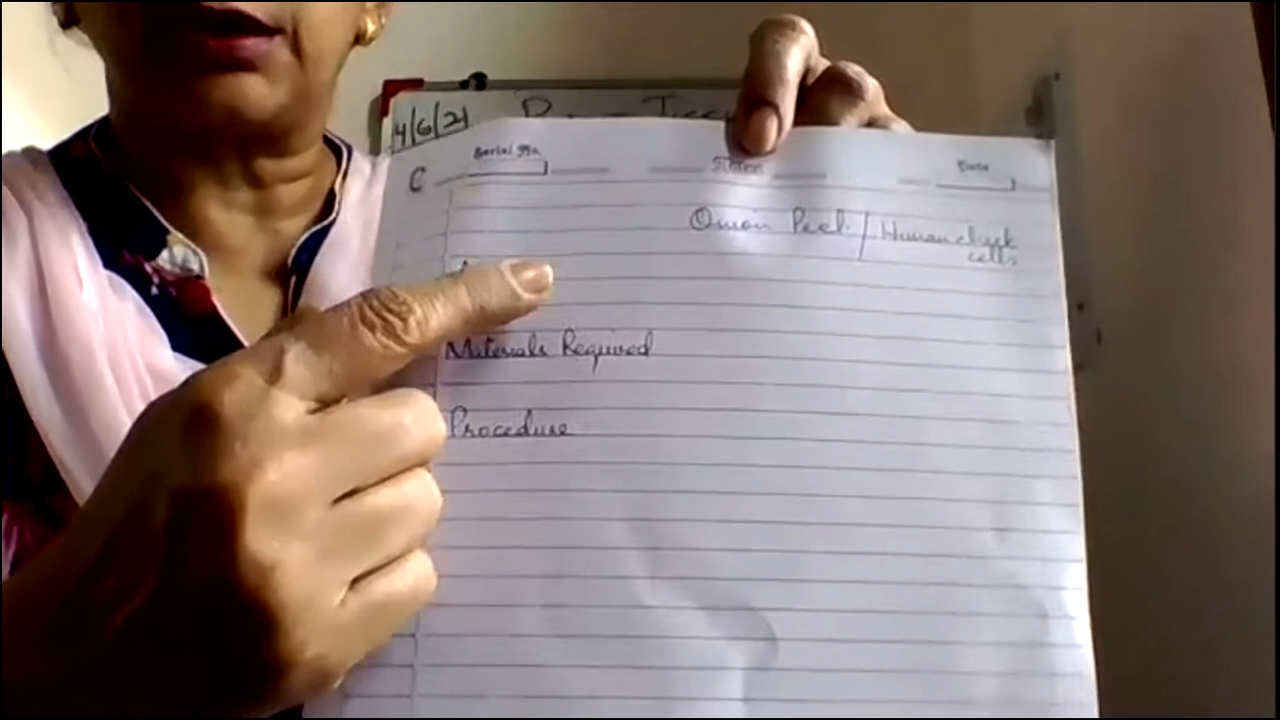 4/6/21
C
Serial No.
Date
Onion Peel / Human cheek
cells
Materials Required
Procedure